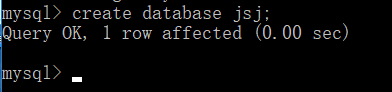 mysql> create database jsj;
Query OK, 1 row affected (0.00 sec)
mysql>